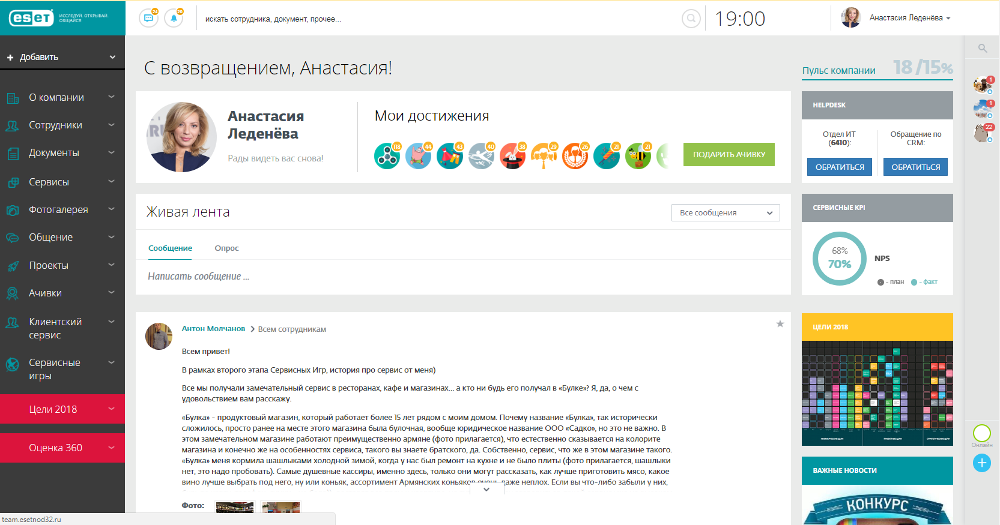 eset
ИССЛЕДУЙ. ОТКРЫВАЙ.
ОБЩАЙСЯ
24
20
искать сотрудника, документ, прочее...
19:00
Анастасия Леденёва
Добавить
О компании
Сотрудники
Документы
Сервисы
Фотогалерея
Общение
Проекты
Ачивки
Клиентский
сервис
Сервисные
игры
Цели 2018
Оценка 360
С возвращением, Анастасия!
Анастасия
Леденёва
Рады видеть вас снова!
Мои достижения
118
44
43
40
38
29
26
21
21
ПОДАРИТЬ АЧИВКУ
Живая лента
Все сообщения
Сообщение
Опрос
Написать сообщение ...
Антон Молчанов
Всем сотрудникам
Всем привет!
В рамках второго этапа Сервисных Игр, история про сервис от меня)
Все мы получали замечательный сервис в ресторанах, кафе и магазинах... а кто ни будь его получал в «Булке»? Я, да, о чем с
удовольствием вам расскажу.
«Булка» - продуктовый магазин, который работает более 15 лет рядом с моим домом. Почему название «Булка», так исторически
сложилось, просто ранее на месте этого магазина была булочная, вообще юридическое название ООО «Садко», но это не важно. В
этом замечательном магазине работают преимущественно армяне (фото прилагается), что естественно сказывается на колорите
магазина и конечно же на особенностях сервиса, такого вы знаете братского, да. Собственно, сервис, что же в этом магазине такого.
«Булка» меня кормила шашлыками холодной зимой, когда у нас был ремонт на кухне и не было плиты (фото прилагается, шашлыки
нет, это надо пробовать). Самые душевные кассиры, именно здесь, только они могут рассказать, как лучше приготовить мясо, какое
вино лучше выбрать под него, ну или коньяк, ассортимент Армянских коньяков очень даже неплох. Если вы что-либо забыли у них,
Фото:
team.esetnod32.ru
Пульс компании
18 /15%
HELPDESK
Отдел ИТ
(6410):
ОБРАТИТЬСЯ
Обращение по
CRM:
ОБРАТИТЬСЯ
СЕРВИСНЫЕ KPI
68%
70%
NPS
- план
- факт
ЦЕЛИ 2018
КОММЕРЧЕСКИЕ ЦЕЛИ
ПРОЕКТНЫЕ ЦЕЛИ
СТРАТЕГИЧЕСКИЕ ЦЕЛИ
ВАЖНЫЕ НОВОСТИ
КОНКУРС
1
1
22
Онлайн